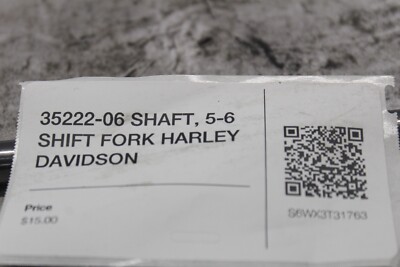 35222-06 SHAFT, 5-6
SHIFT FORK HARLEY
DAVIDSON
Price
$15.00
S6WX3T31763